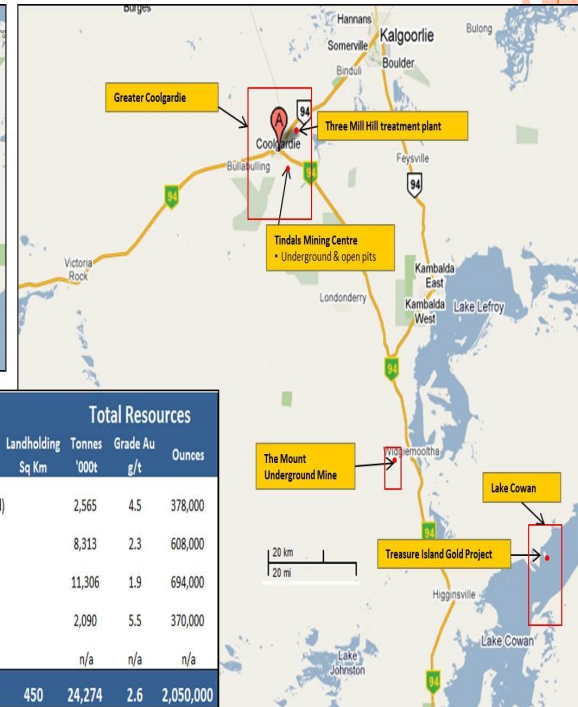 Burges
Hannans
Kalgoorlie
Bulong
Somerville
Boulder
Binduli
Greater Coolgardie
A
94
Three Mill Hill treatment plant
Coolgardie
Bullabulling
94
Feysville
94
94
Tindals Mining Centre
• Underground & open pits
Victoria
Rock
Kambalda
East
Londonderry
Kambalda
West
Lake Lefroy
94
Total Resources
Landholding
Sq Km
Tonnes
'000t
Grade Au
g/t
Ounces
Widgiemooltha
The Mount
Underground Mine
Lake Cowan
2,565 4.5 378,000
94
8,313 2.3 608,000
20 km
20 mi
Treasure Island Gold Project
11,306 1.9 694,000
Higginsville
2,090 5.5 370,000
Lake Cowan
n/a n/a n/a
Lake
Johnston
94
450 24,274 2.6 2,050,000